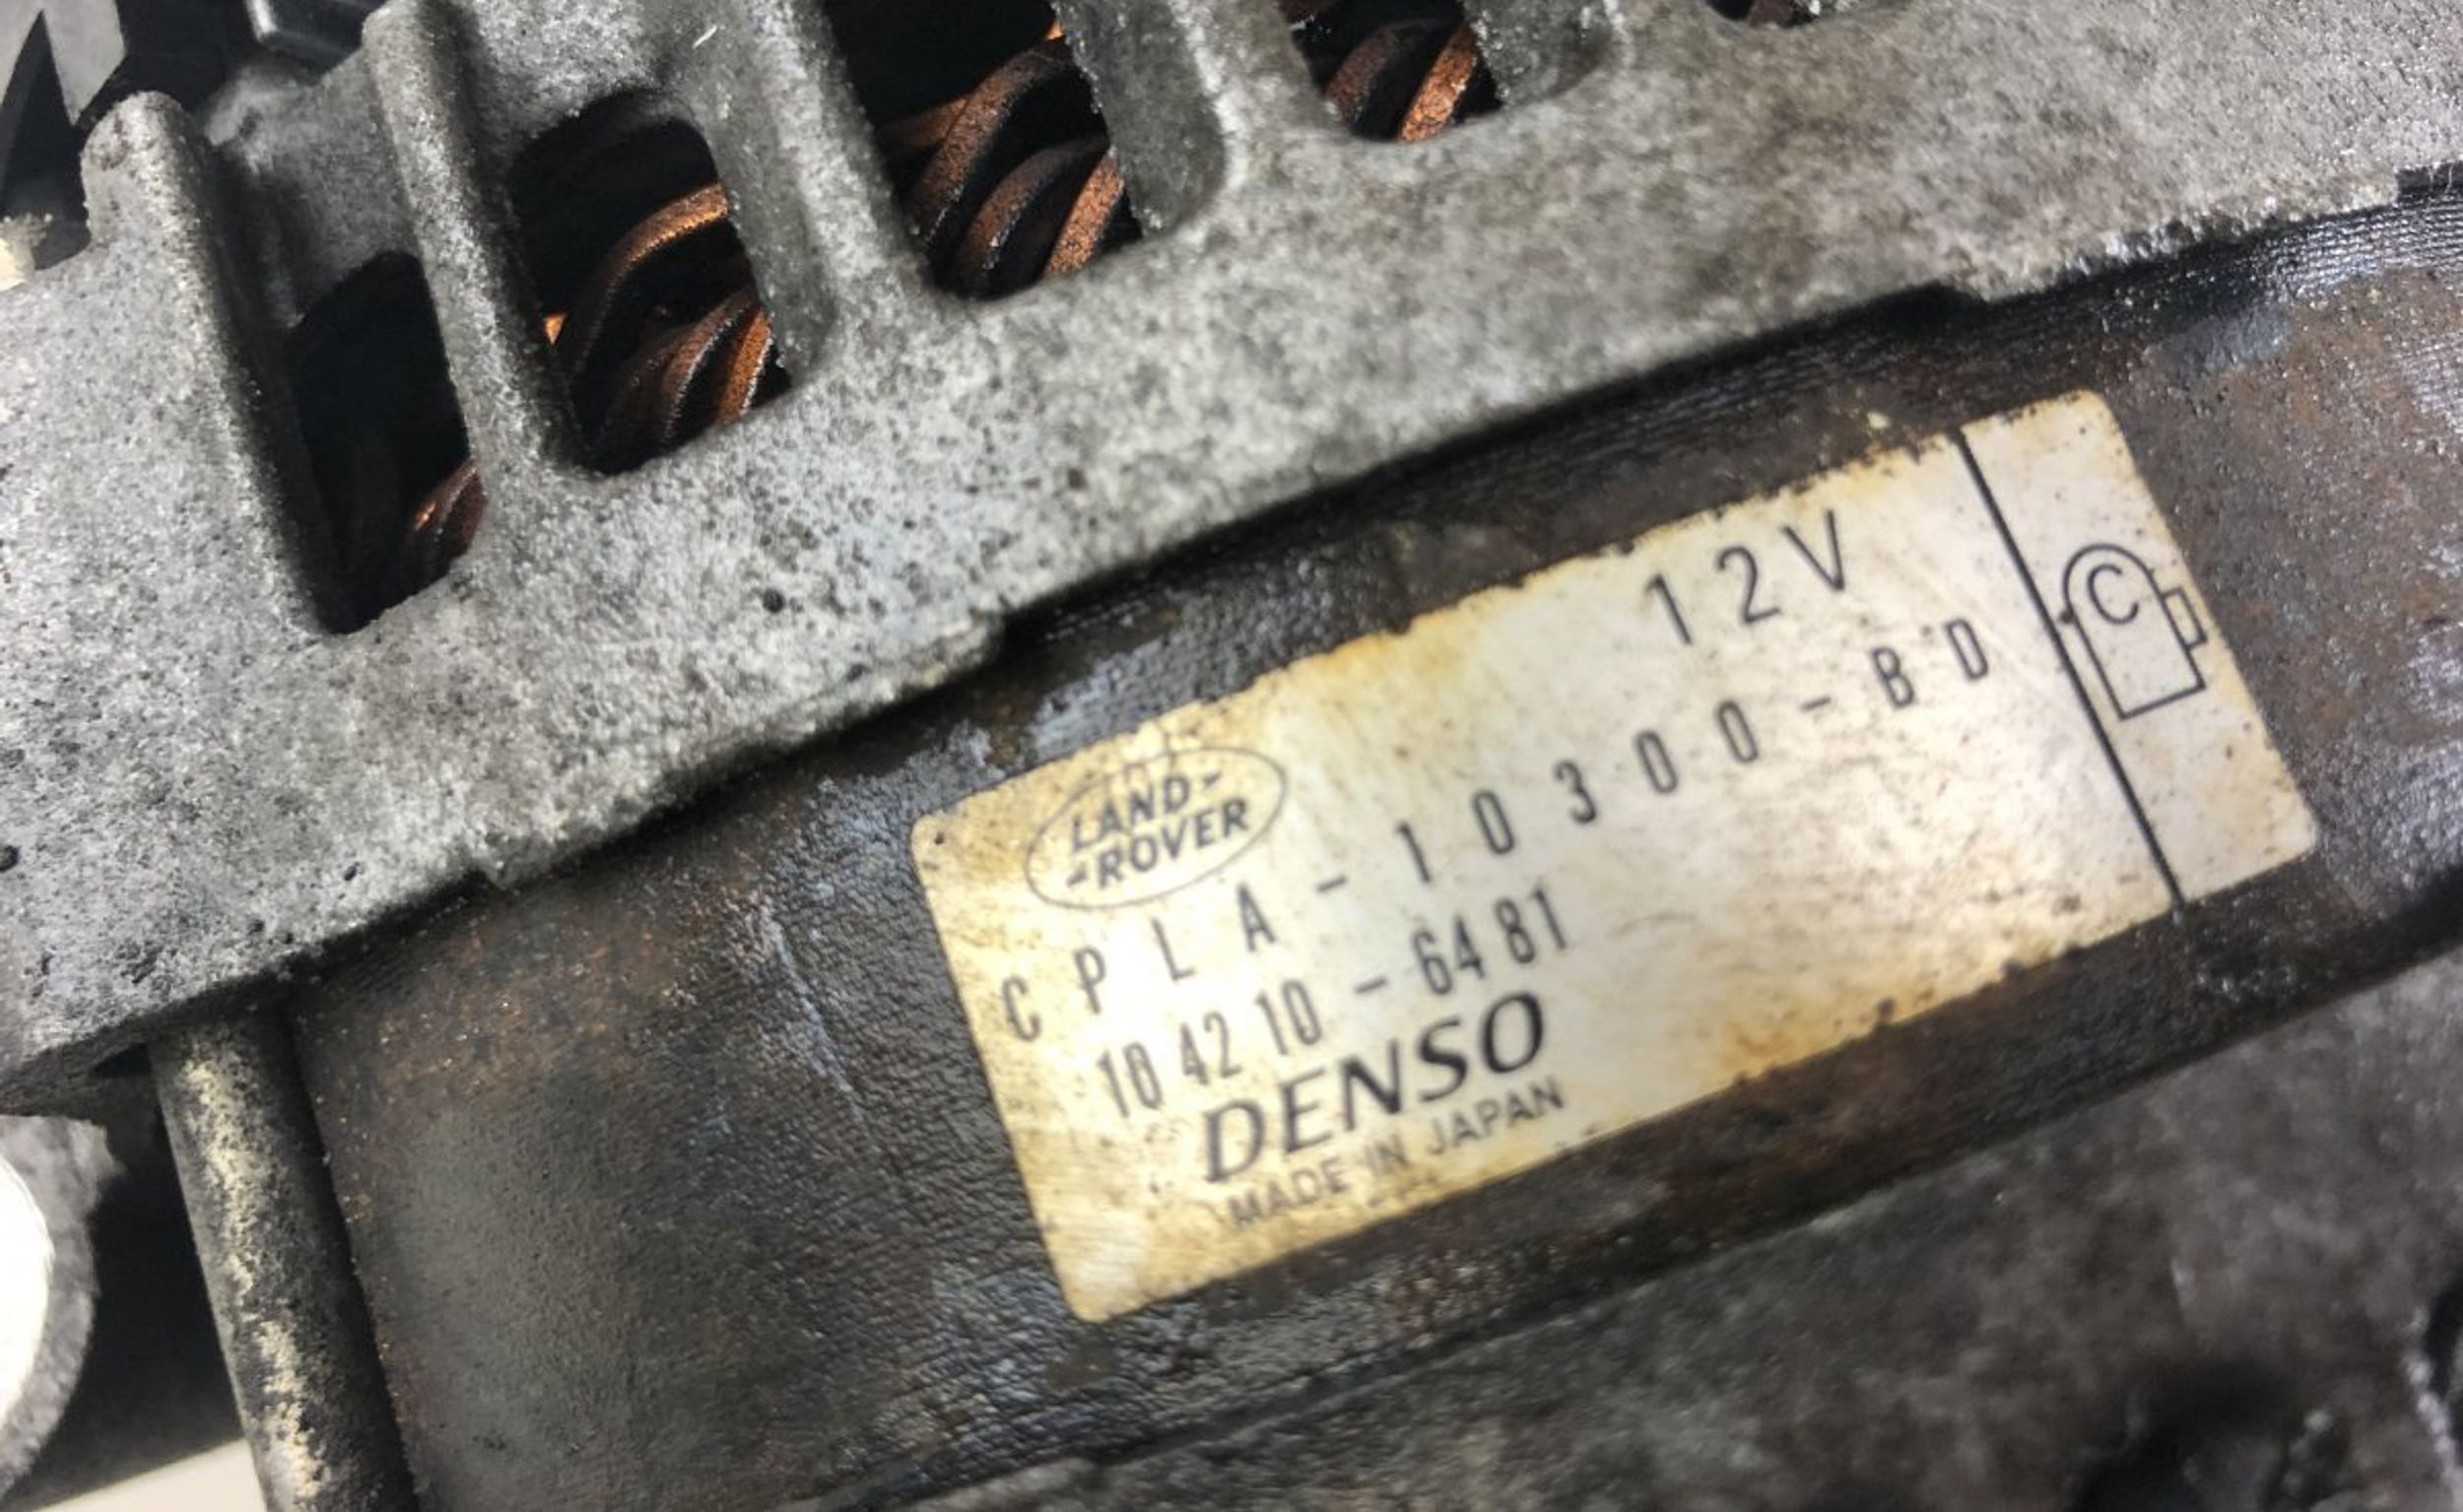 12V
LAND-
-ROVER
CPLA-10300-BD
104210-6481
DENSO
MADE IN JAPAN
C